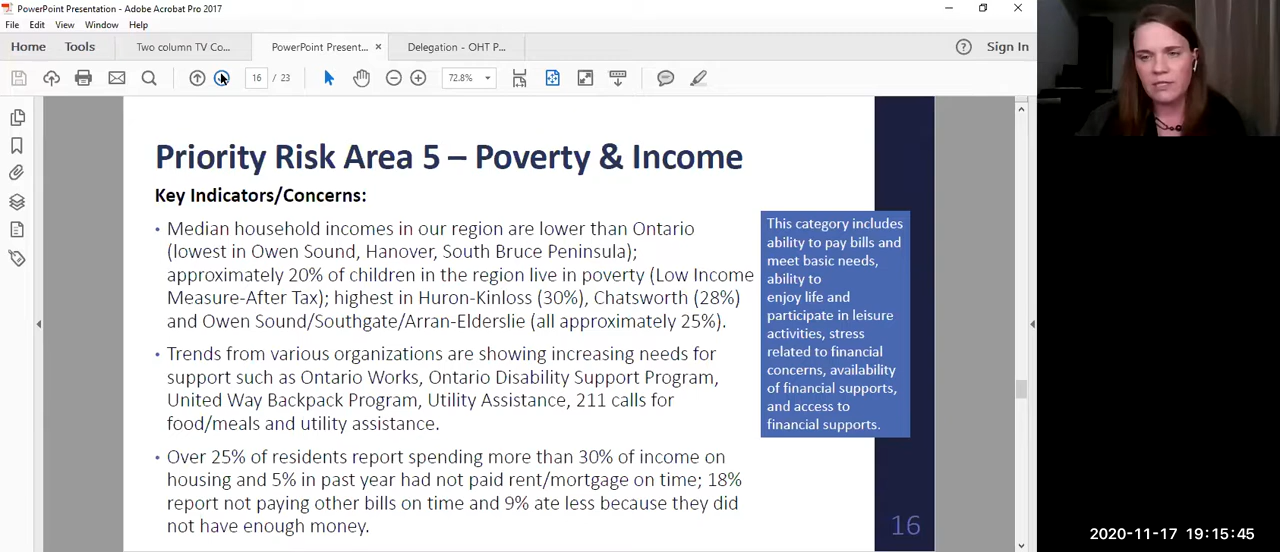 PowerPoint Presentation - Adobe Acrobat Pro 2017
File Edit View Window Help
Home Tools Two column TV Co... PowerPoint Present... × Delegation - OHT P... Sign In
16 / 23 72.8%
Priority Risk Area 5 – Poverty & Income
Key Indicators/Concerns:
• Median household incomes in our region are lower than Ontario
(lowest in Owen Sound, Hanover, South Bruce Peninsula);
approximately 20% of children in the region live in poverty (Low Income
Measure-After Tax); highest in Huron-Kinloss (30%), Chatsworth (28%)
and Owen Sound/Southgate/Arran-Elderslie (all approximately 25%).
• Trends from various organizations are showing increasing needs for
support such as Ontario Works, Ontario Disability Support Program,
United Way Backpack Program, Utility Assistance, 211 calls for
food/meals and utility assistance.
• Over 25% of residents report spending more than 30% of income on
housing and 5% in past year had not paid rent/mortgage on time; 18%
report not paying other bills on time and 9% ate less because they did
not have enough money.
This category includes
ability to pay bills and
meet basic needs,
ability to
enjoy life and
participate in leisure
activities, stress
related to financial
concerns, availability
of financial supports,
and access to
financial supports.
16
2020-11-17 19:15:45